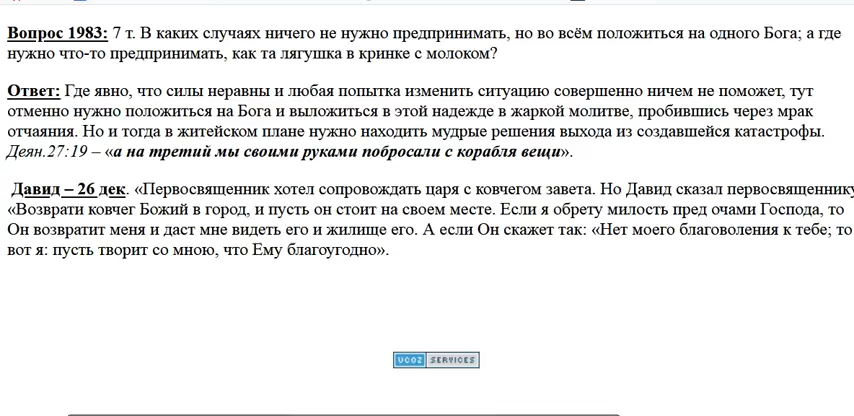 Вопрос 1983: 7 т. В каких случаях ничего не нужно предпринимать, но во всём положиться на одного Бога; а где
нужно что-то предпринимать, как та лягушка в кринке с молоком?
Ответ: Где явно, что силы неравны и любая попытка изменить ситуацию совершенно ничем не поможет, тут
отменно нужно положиться на Бога и выложиться в этой надежде в жаркой молитве, пробившись через мрак
отчаяния. Но и тогда в житейском плане нужно находить мудрые решения выхода из создавшейся катастрофы.
Деян.27:19 – «а на третий мы своими руками побросали с корабля вещи».
Давид – 26 дек. «Первосвященник хотел сопровождать царя с ковчегом завета. Но Давид сказал первосвященнику
«Возврати ковчег Божий в город, и пусть он стоит на своем месте. Если я обрету милость пред очами Господа, то
Он возвратит меня и даст мне видеть его и жилище его. А если Он скажет так: «Нет моего благоволения к тебе; то
вот я: пусть творит со мною, что Ему благоугодно».
UCOZ SERVICES